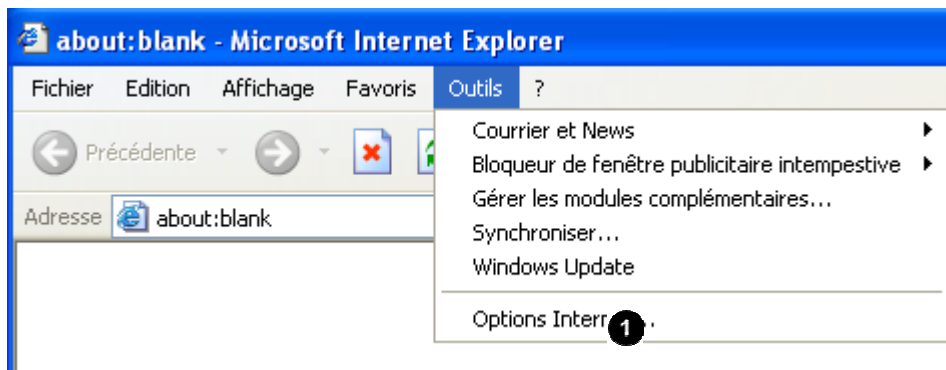 about:blank - Microsoft Internet Explorer
Fichier Edition Affichage Favoris Outils ?
Précédente
Adresse about:blank
Courrier et News
Bloqueur de fenêtre publicitaire intempestive
Gérer les modules complémentaires...
Synchroniser...
Windows Update
Options 1